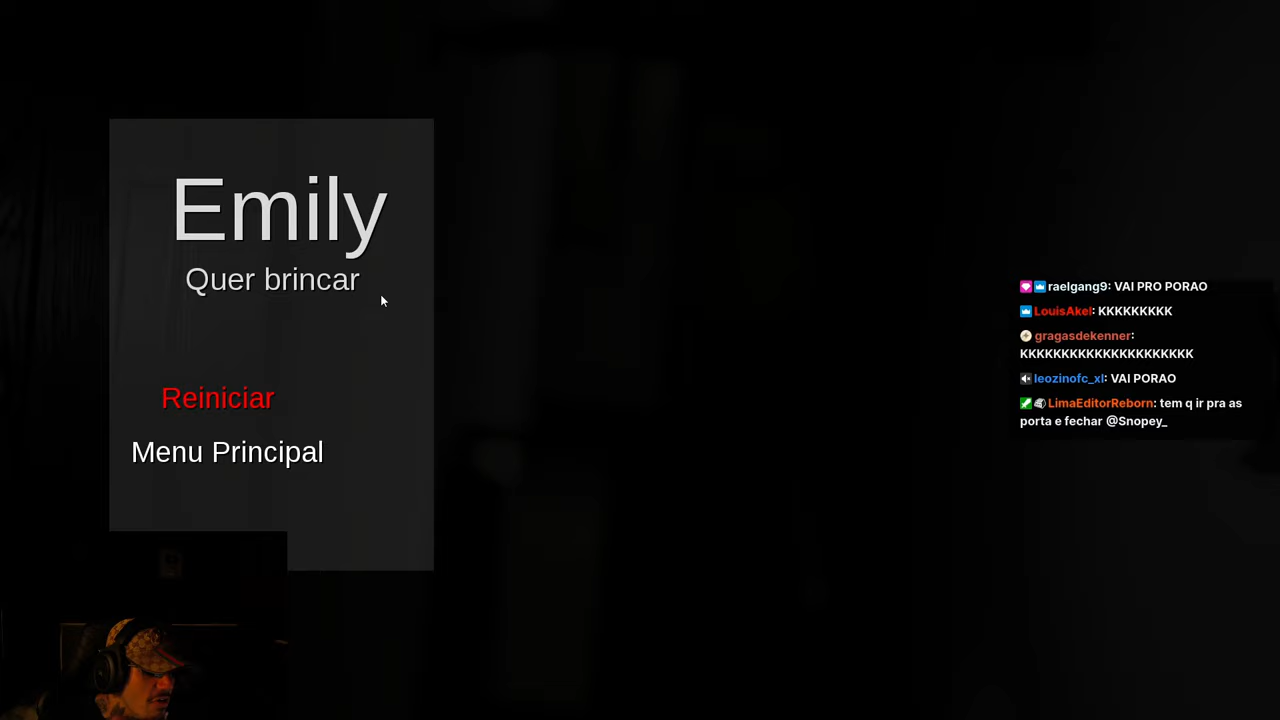 Emily
Quer brincar
Reiniciar
Menu Principal
raelgang9: VAI PRO PORAO
LouisAkel: KKKKKKKKK
gragasdekenner:
KKKKKKKKKKKKKKKKKKKKK
leozinofc_xl: VAI PORAO
LimaEditorReborn: tem q ir pra as
porta e fechar @Snopey_